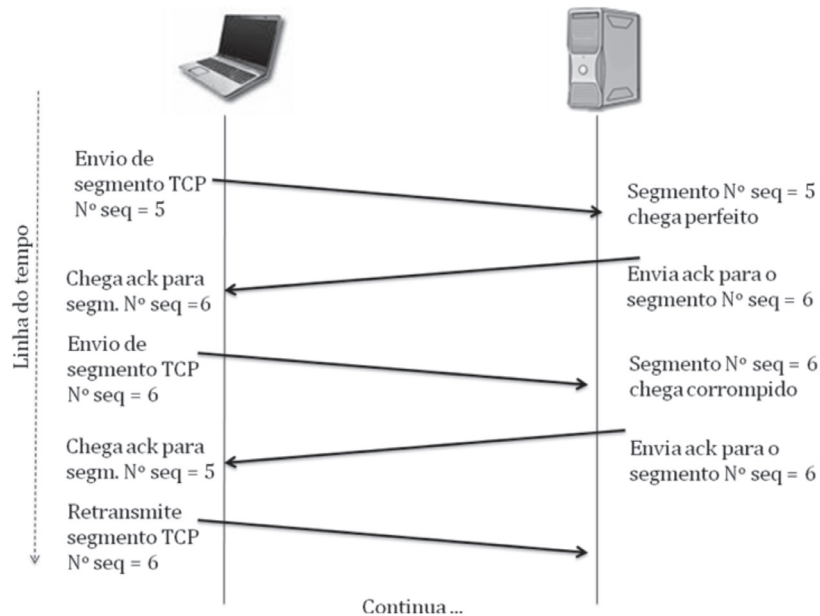 Linha do tempo
Envio de
segmento TCP
Nº seq = 5
Segmento Nº seq = 5
chega perfeito
Envia ack para o
segmento Nº seq = 6
Chega ack para
segm. Nº seq =6
Envio de
segmento TCP
Nº seq = 6
Segmento Nº seq = 6
chega corrompido
Envia ack para o
segmento Nº seq = 6
Chega ack para
segm. Nº seq = 5
Retransmite
segmento TCP
Nº seq = 6
Continua ...